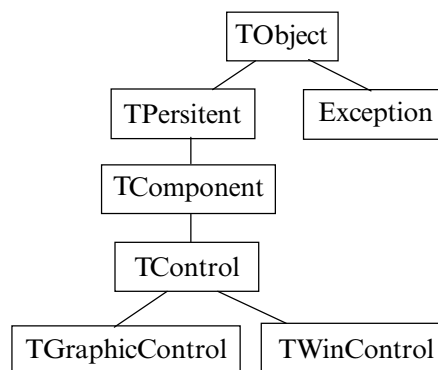 TObject
TPersitent
Exception
TComponent
TControl
TGraphicControl
TWinControl